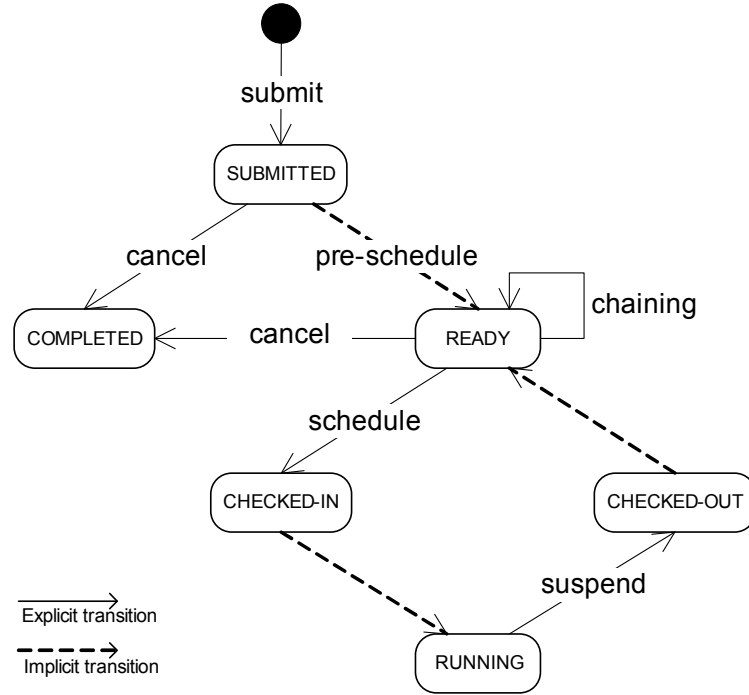 submit
SUBMITTED
cancel
pre-schedule
chaining
COMPLETED
cancel
READY
schedule
CHECKED-IN
CHECKED-OUT
suspend
Explicit transition
RUNNING
Implicit transition